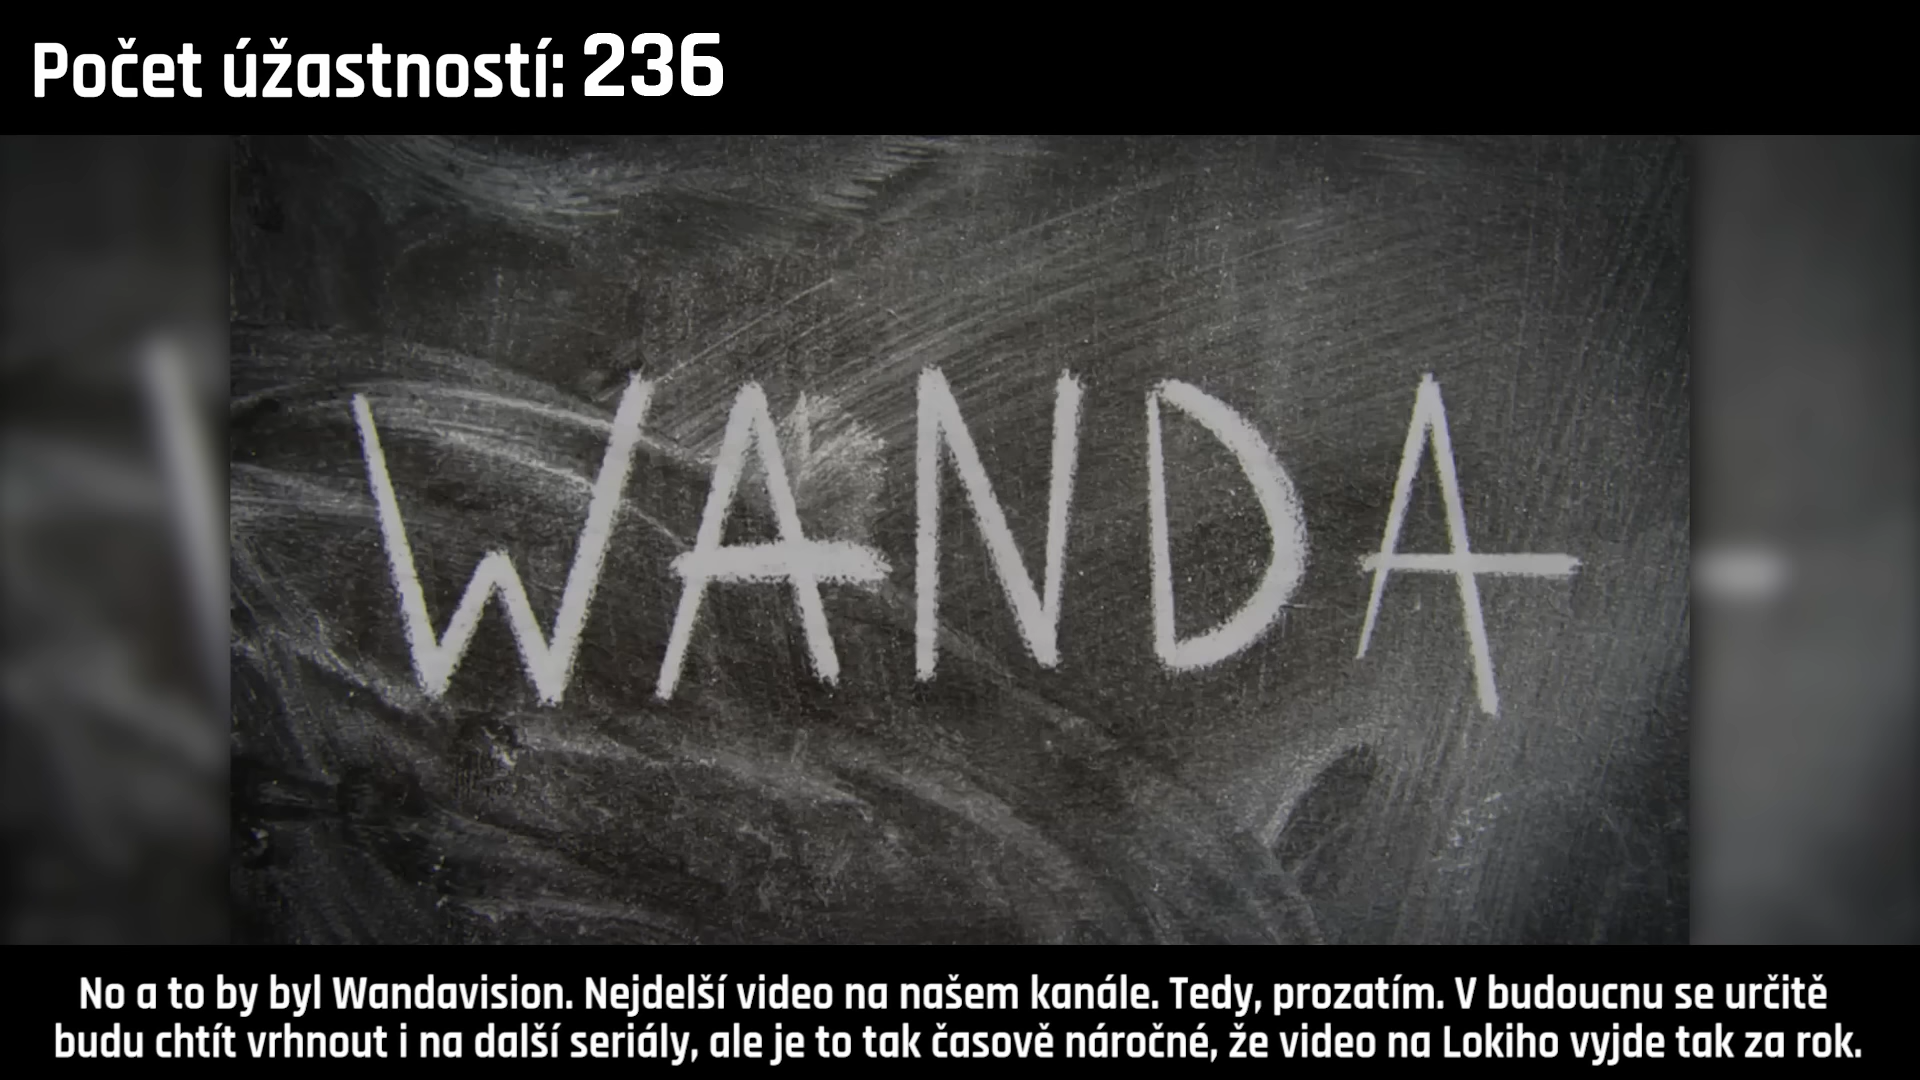 Počet úžastností: 236
WANDA
No a to by byl Wandavision. Nejdelší video na našem kanále. Tedy, prozatím. V budoucnu se určitě
budu chtít vrhnout i na další seriály, ale je to tak časově náročné, že video na Lokiho vyjde tak za rok.